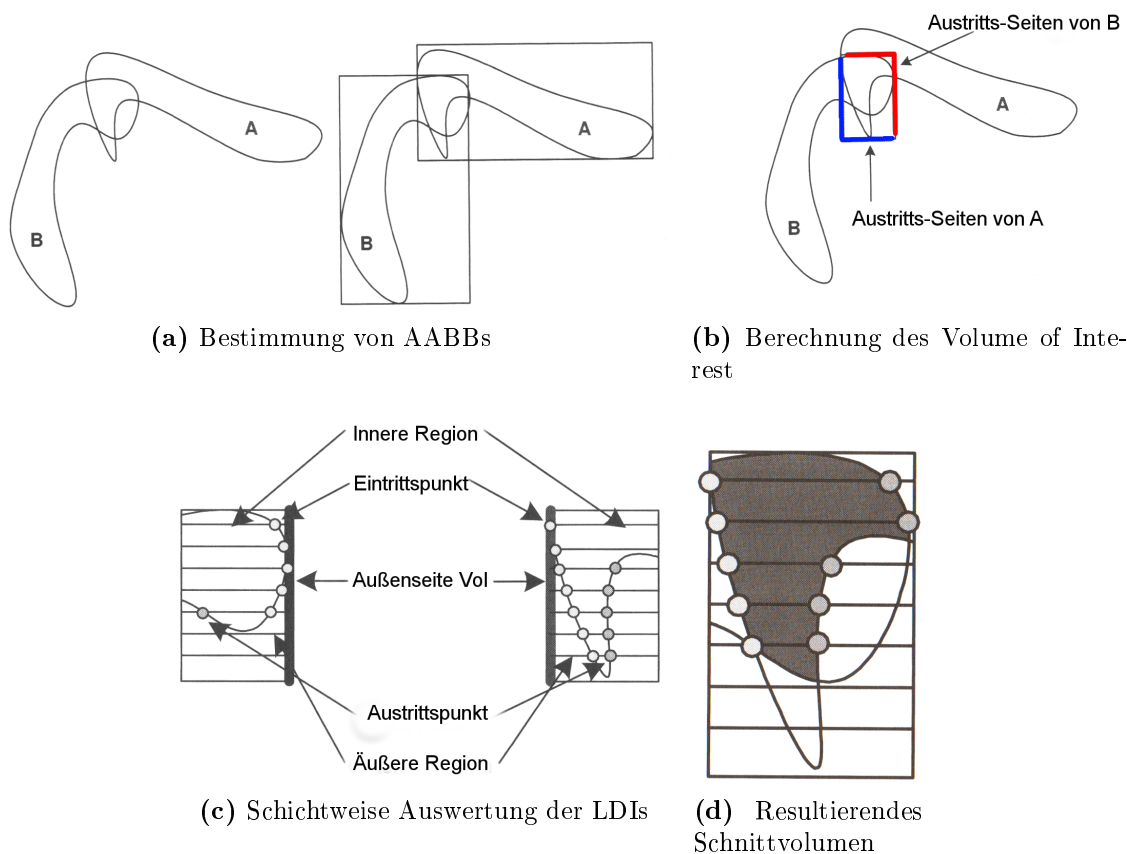 Austritts-Seiten von B
A
B
A
B
A
B
Austritts-Seiten von A
(a) Bestimmung von AABBs
(b) Berechnung des Volume of Inte-
rest
Innere Region
Eintrittspunkt
Außenseite Vol
Austrittspunkt
Äußere Region
(c) Schichtweise Auswertung der LDIs
(d) Resultierendes
Schnittvolumen